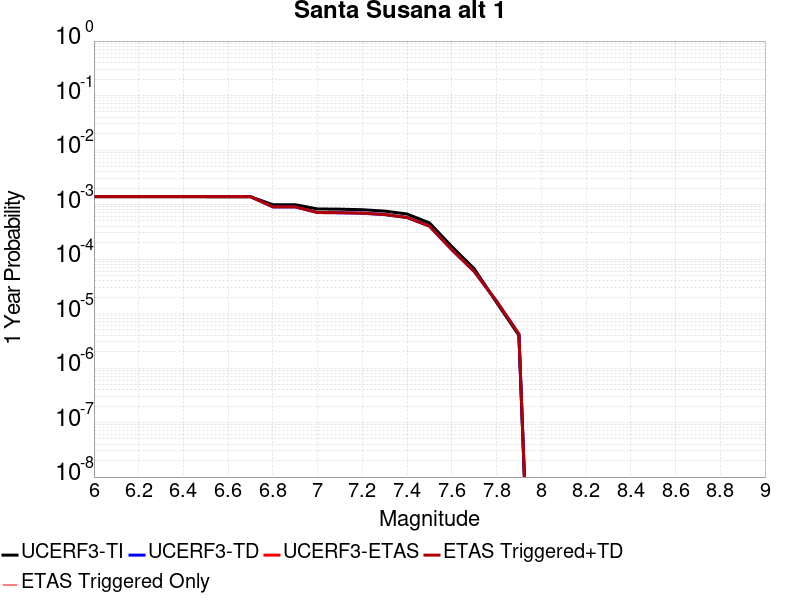 Santa Susana alt 1
10^0
10^-1
10^-2
10^-3
10^-4
10^-5
10^-6
10^-7
10^-8
1 Year Probability
6 6.2 6.4 6.6 6.8 7 7.2 7.4 7.6 7.8 8 8.2 8.4 8.6 8.8 9
Magnitude
UCERF3-TI UCERF3-TD UCERF3-ETAS ETAS Triggered+TD
ETAS Triggered Only